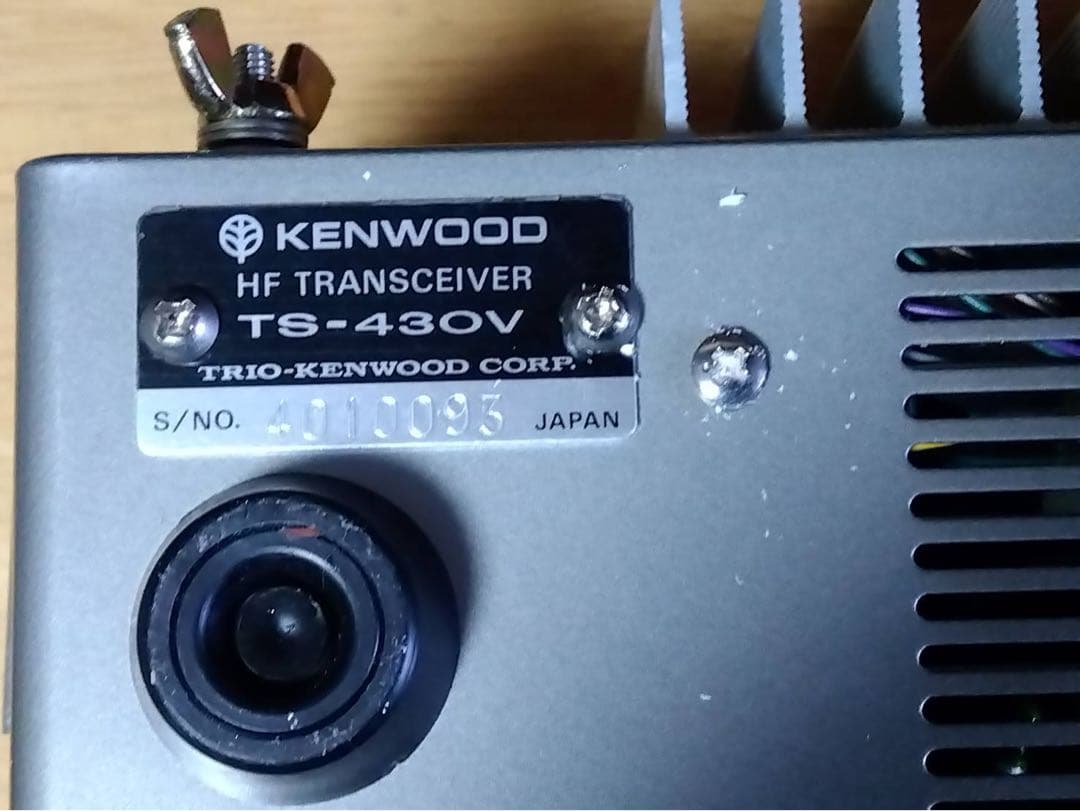 KENWOOD
HF TRANSCEIVER
TS-430V
TRIO-KENWOOD CORP.
S/NO. 4010093 JAPAN